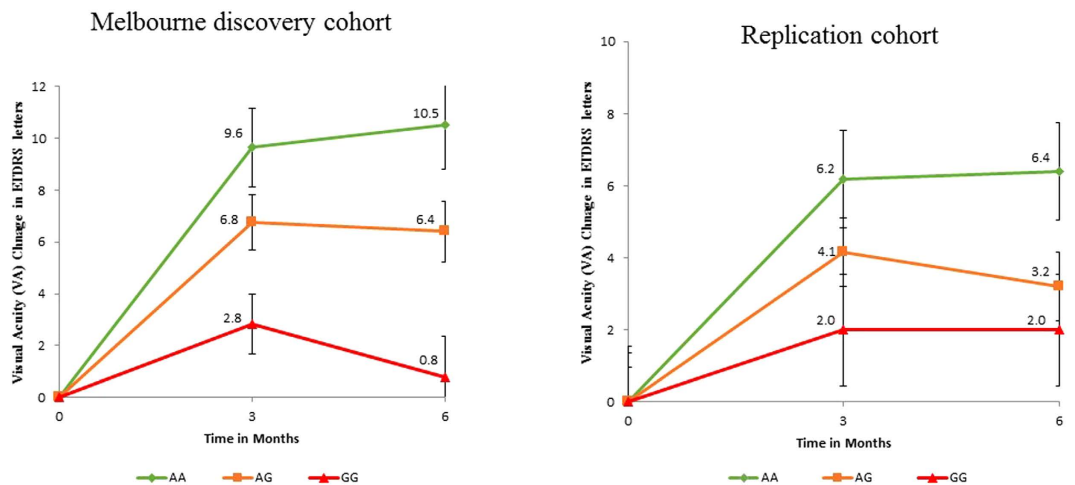 Melbourne discovery cohort
Visual Acuity (VA) Chnage in ETDRS letters
12
10
8
6
4
2
0
9.6
10.5
6.8
6.4
2.8
0.8
0
3
6
Time in Months
AA
AG
GG
Replication cohort
Visual Acuity (VA) Chnage in ETDRS letters
10
8
6
4
2
0
6.2
6.4
4.1
3.2
2.0
2.0
0
3
6
Time in Months
AA
AG
GG